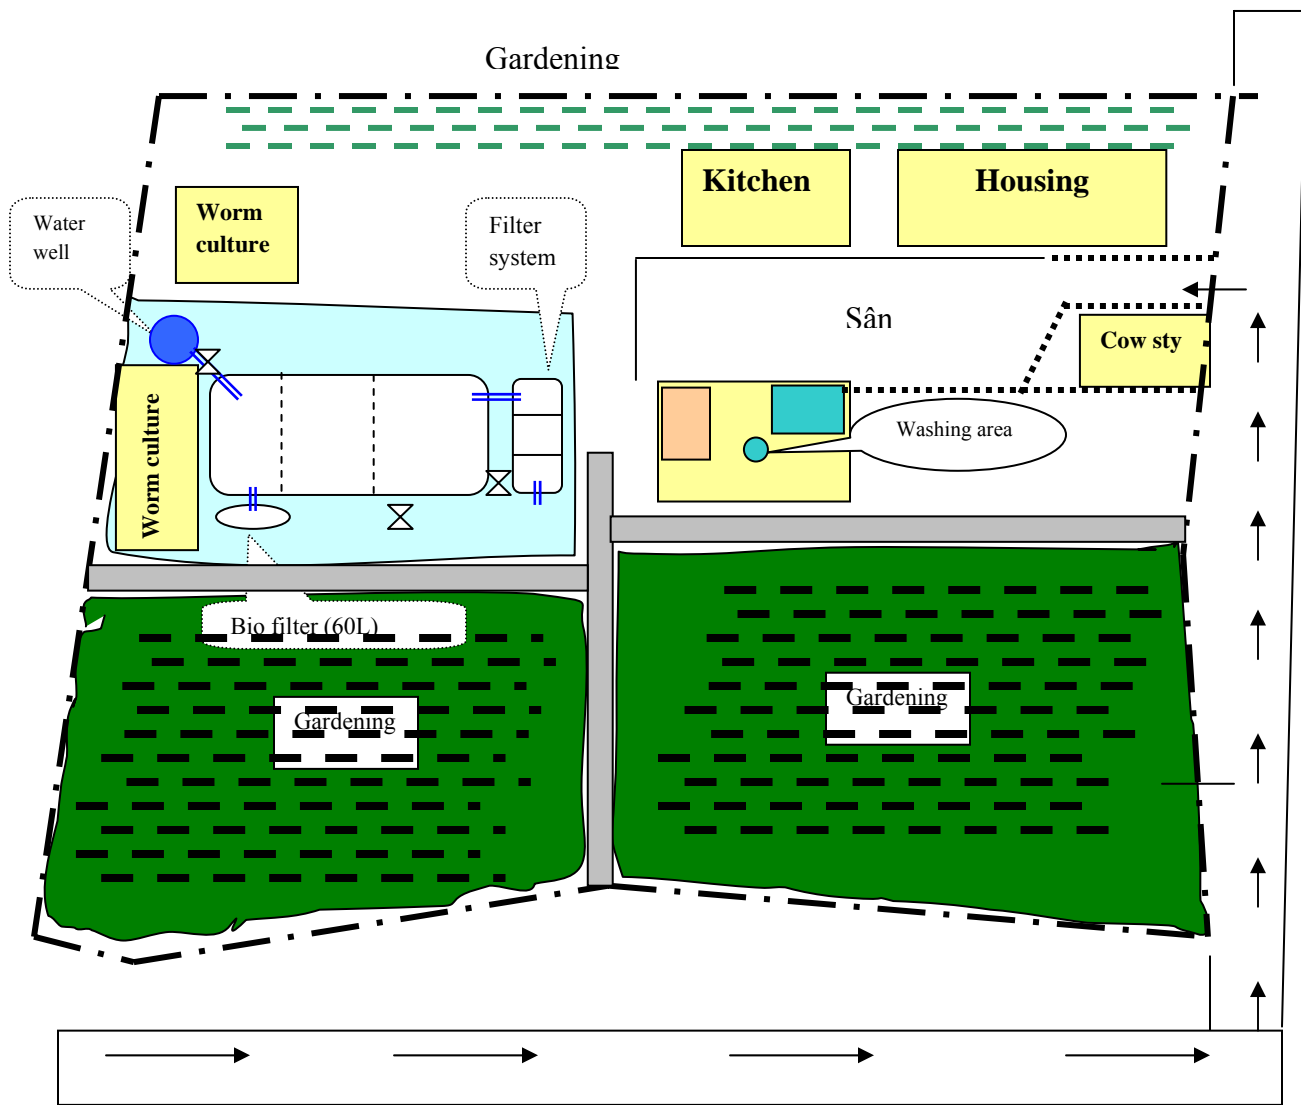 Gardening
Kitchen
Housing
Worm
culture
Water
well
Filter
system
Sân
Cow sty
Worm culture
Washing area
Bio filter (60L)
Gardening
Gardening